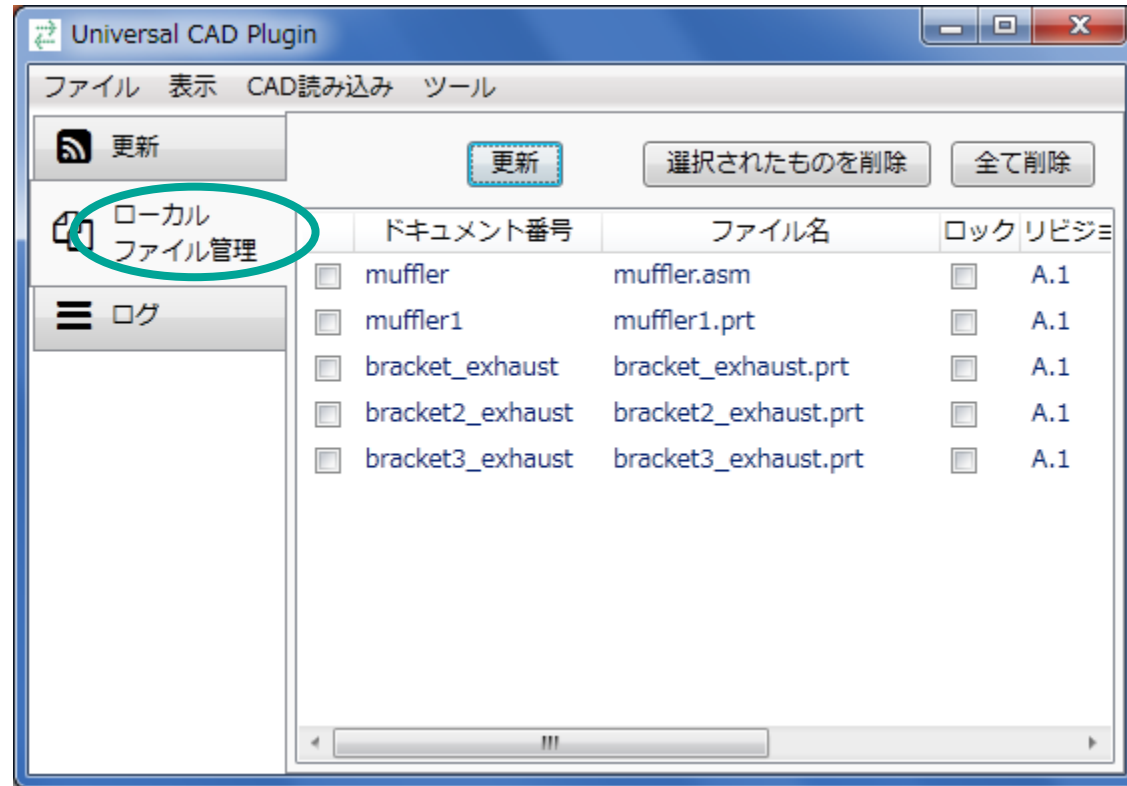 Universal CAD Plugin
ファイル 表示 CAD読み込み ツール
更新
ローカル
ファイル管理
ログ
更新 選択されたものを削除 全て削除
ドキュメント番号 ファイル名 ロック リビジョ
muffler muffler.asm A.1
muffler1 muffler1.prt A.1
bracket_exhaust bracket_exhaust.prt A.1
bracket2_exhaust bracket2_exhaust.prt A.1
bracket3_exhaust bracket3_exhaust.prt A.1